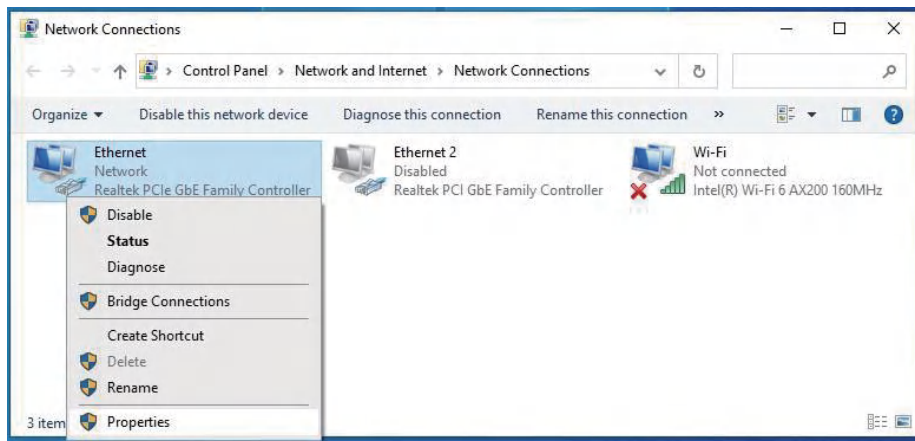 Network Connections
Control Panel > Network and Internet > Network Connections
Organize Disable this network device Diagnose this connection Rename this connection »
Ethernet
Network
Realtek PCIe GbE Family Controller
Ethernet 2
Disabled
Realtek PCI GbE Family Controller
Wi-Fi
Not connected
Intel(R) Wi-Fi 6 AX200 160MHz
Disable
Status
Diagnose
Bridge Connections
Create Shortcut
Delete
Rename
Properties
3 item